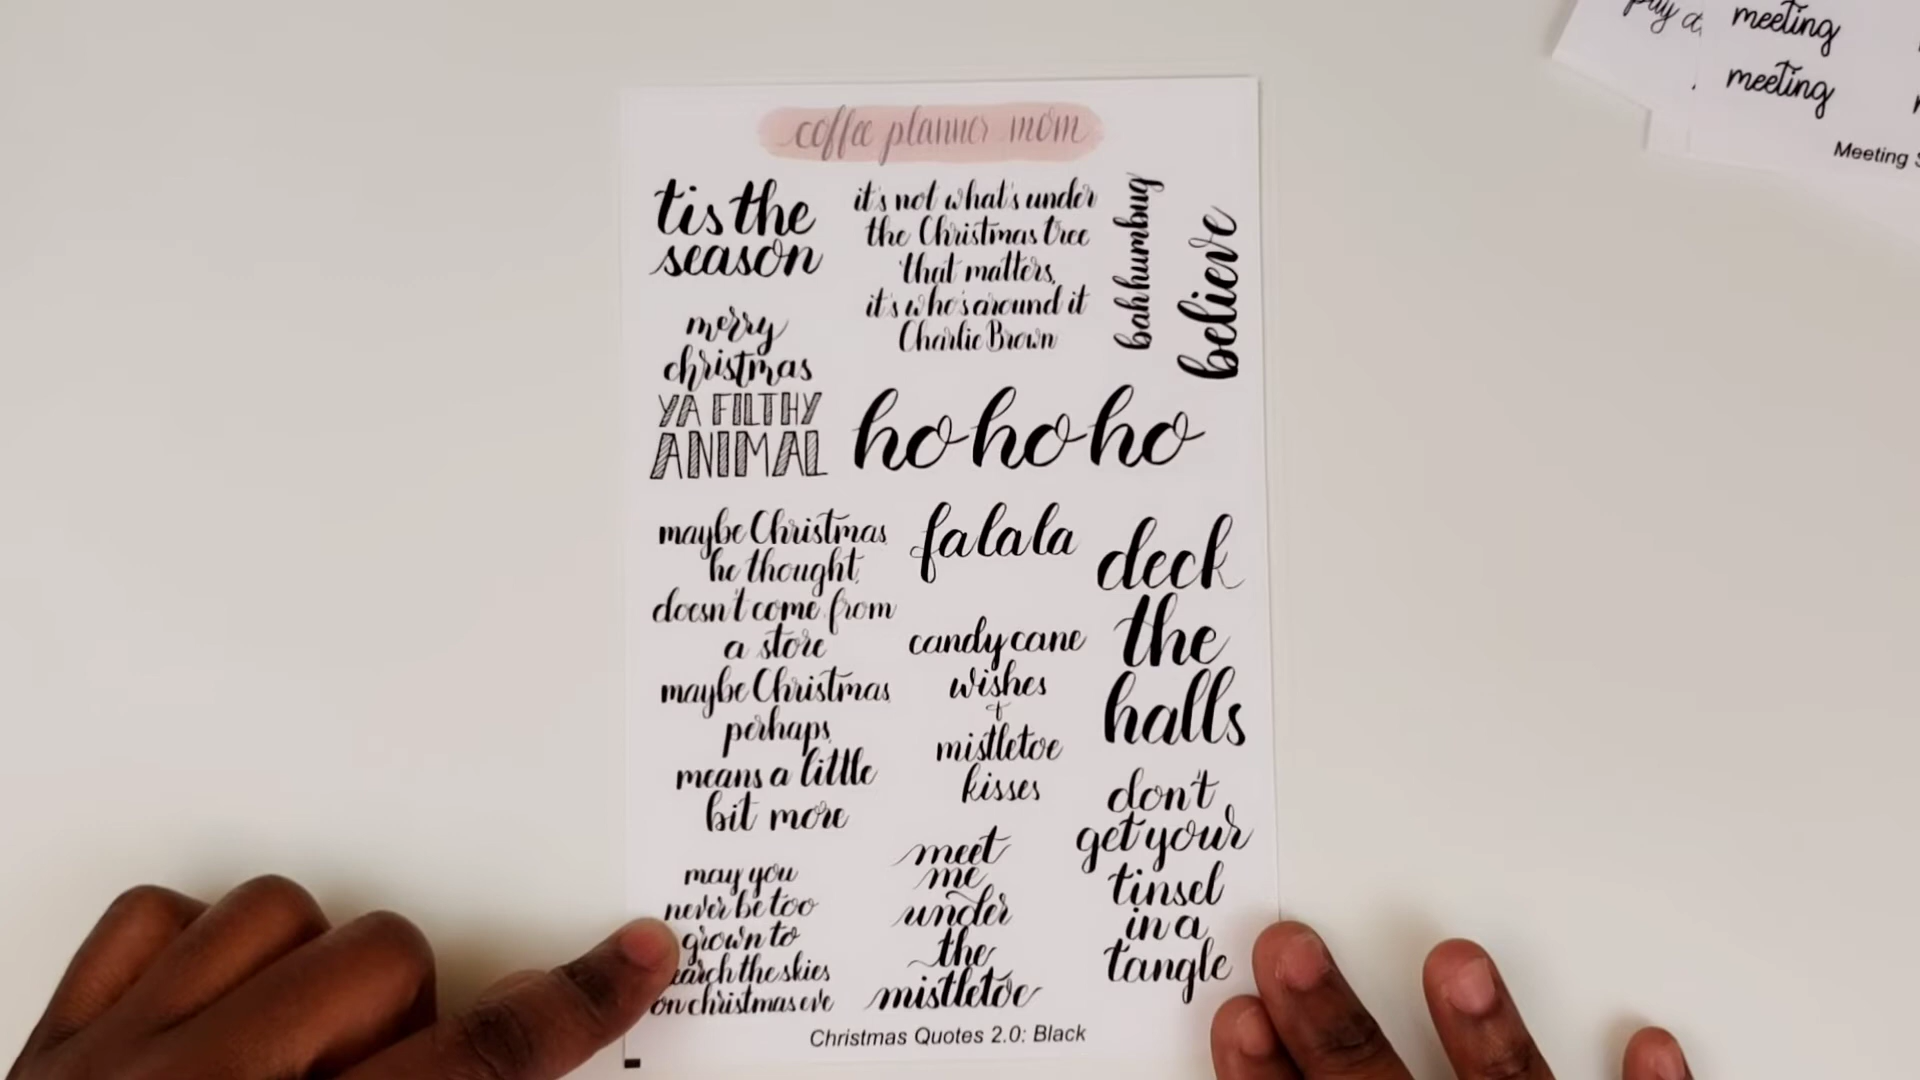 coffee planner mom
tis the
season
it's not what's under
the Christmas tree
that matters,
it's who's around it
Charlie Brown
bah humbug
believe
merry
christmas
YA FILTHY
ANIMAL
ho ho ho
maybe Christmas
he thought,
doesn't come from
a store
maybe Christmas
perhaps,
means a little
bit more
falala
candy cane
wishes
+
mistletoe
kisses
deck
the
halls
may you
never be too
grown to
the skies
on christmas eve
meet
me
under
the
mistletoe
don't
get your
tinsel
in a
tangle
Christmas Quotes 2.0: Black
pay
meeting
meeting
Meeting